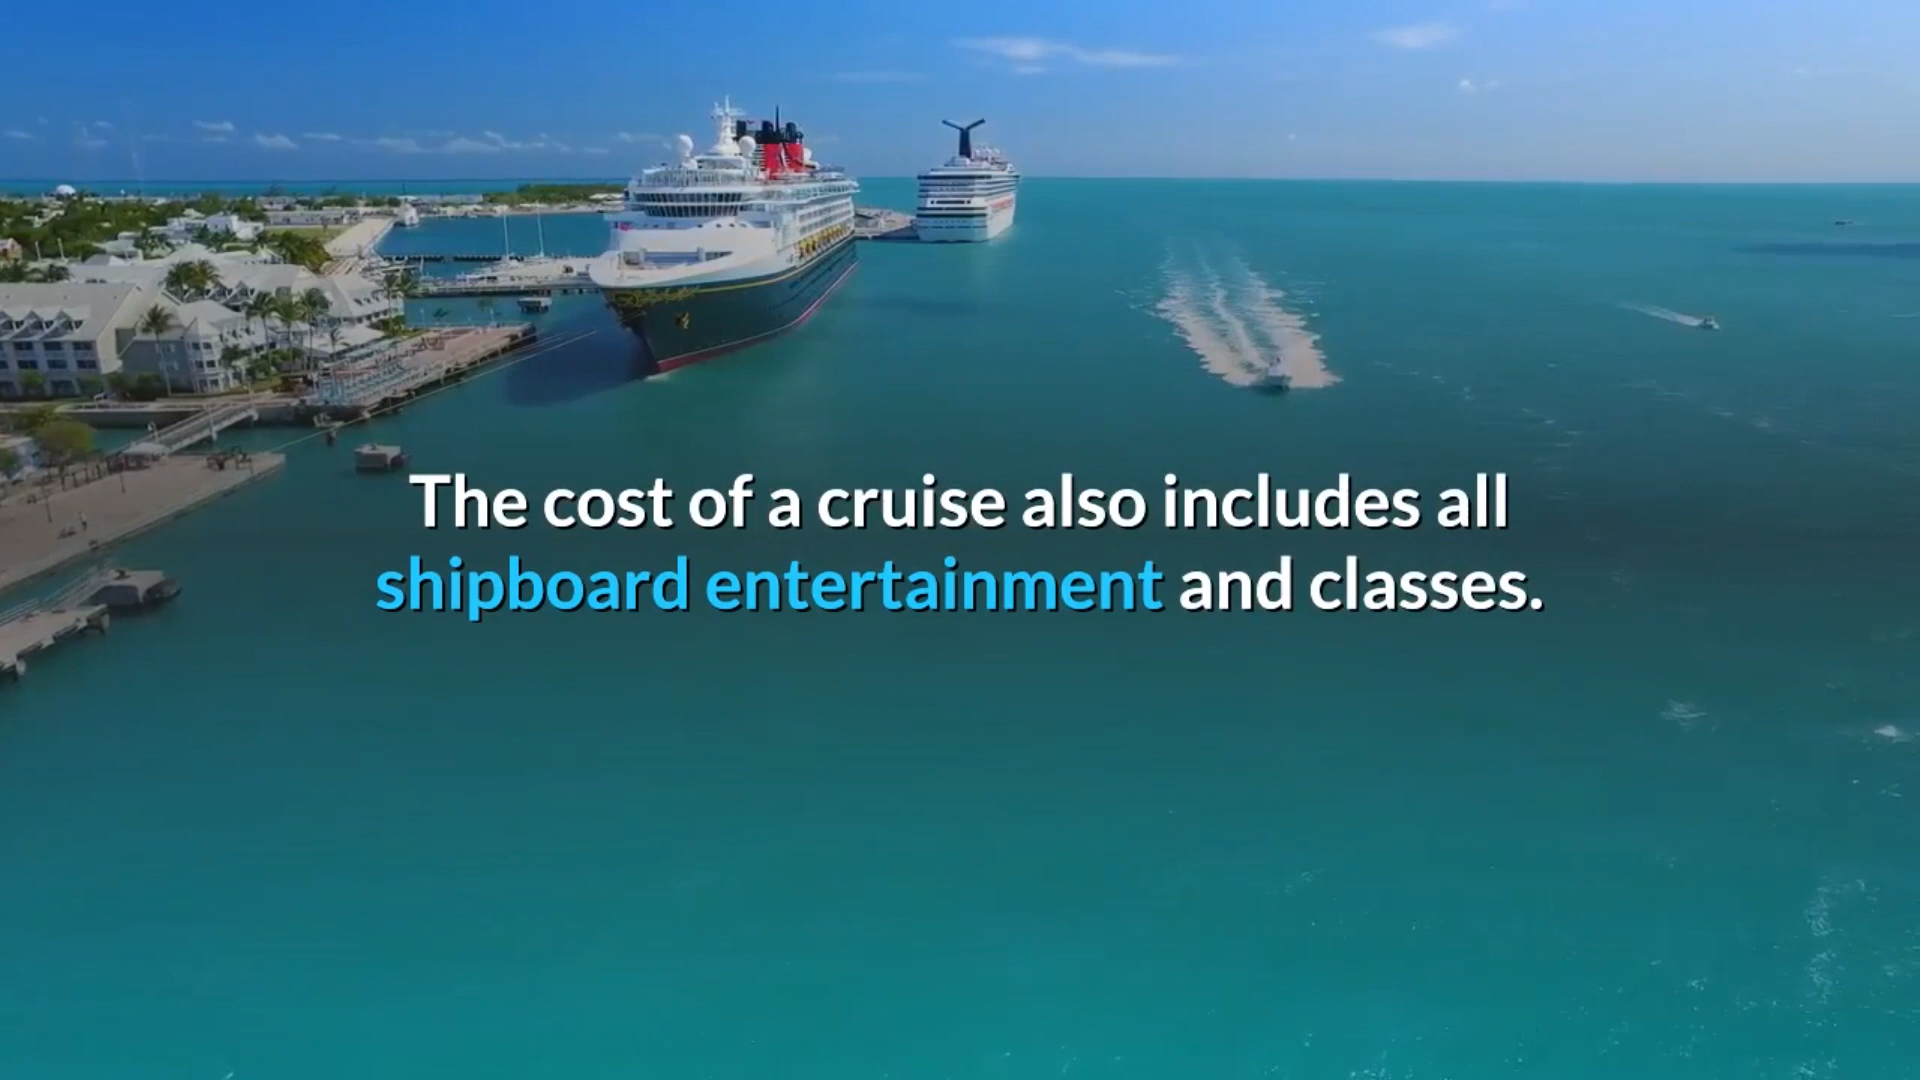 The cost of a cruise also includes all
shipboard entertainment and classes.